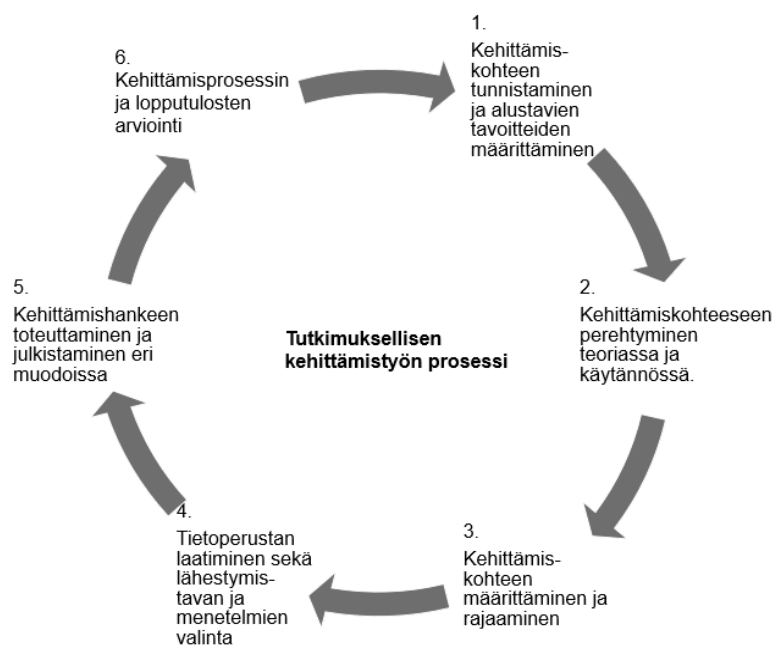 1.
Kehittämis-
kohteen
tunnistaminen
ja alustavien
tavoitteiden
määrittäminen
2.
Kehittämiskohteeseen
perehtyminen
teoriassa ja
käytännössä.
3.
Kehittämis-
kohteen
määrittäminen ja
rajaaminen
4.
Tietoperustan
laatiminen sekä
lähestymis-
tavan ja
menetelmien
valinta
5.
Kehittämishankeen
toteuttaminen ja
julkistaminen eri
muodoissa
6.
Kehittämisprosessin
ja lopputulosten
arviointi
Tutkimuksellisen
kehittämistyön prosessi